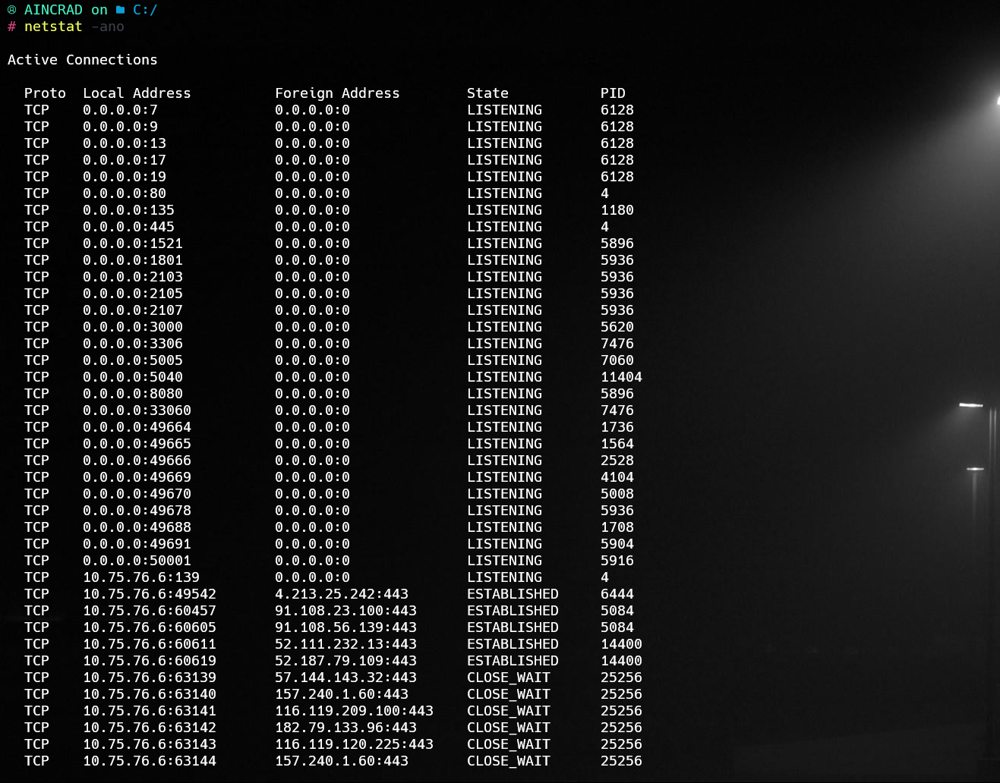 ® AINCRAD on C:/
# netstat -ano
Active Connections
Proto Local Address Foreign Address State PID
TCP 0.0.0.0:7 0.0.0.0:0 LISTENING 6128
TCP 0.0.0.0:9 0.0.0.0:0 LISTENING 6128
TCP 0.0.0.0:13 0.0.0.0:0 LISTENING 6128
TCP 0.0.0.0:17 0.0.0.0:0 LISTENING 6128
TCP 0.0.0.0:19 0.0.0.0:0 LISTENING 6128
TCP 0.0.0.0:80 0.0.0.0:0 LISTENING 4
TCP 0.0.0.0:135 0.0.0.0:0 LISTENING 1180
TCP 0.0.0.0:445 0.0.0.0:0 LISTENING 4
TCP 0.0.0.0:1521 0.0.0.0:0 LISTENING 5896
TCP 0.0.0.0:1801 0.0.0.0:0 LISTENING 5936
TCP 0.0.0.0:2103 0.0.0.0:0 LISTENING 5936
TCP 0.0.0.0:2105 0.0.0.0:0 LISTENING 5936
TCP 0.0.0.0:2107 0.0.0.0:0 LISTENING 5936
TCP 0.0.0.0:3000 0.0.0.0:0 LISTENING 5620
TCP 0.0.0.0:3306 0.0.0.0:0 LISTENING 7476
TCP 0.0.0.0:5005 0.0.0.0:0 LISTENING 7060
TCP 0.0.0.0:5040 0.0.0.0:0 LISTENING 11404
TCP 0.0.0.0:8080 0.0.0.0:0 LISTENING 5896
TCP 0.0.0.0:33060 0.0.0.0:0 LISTENING 7476
TCP 0.0.0.0:49664 0.0.0.0:0 LISTENING 1736
TCP 0.0.0.0:49665 0.0.0.0:0 LISTENING 1564
TCP 0.0.0.0:49666 0.0.0.0:0 LISTENING 2528
TCP 0.0.0.0:49669 0.0.0.0:0 LISTENING 4104
TCP 0.0.0.0:49670 0.0.0.0:0 LISTENING 5008
TCP 0.0.0.0:49678 0.0.0.0:0 LISTENING 5936
TCP 0.0.0.0:49688 0.0.0.0:0 LISTENING 1708
TCP 0.0.0.0:49691 0.0.0.0:0 LISTENING 5904
TCP 0.0.0.0:50001 0.0.0.0:0 LISTENING 5916
TCP 10.75.76.6:139 0.0.0.0:0 LISTENING 4
TCP 10.75.76.6:49542 4.213.25.242:443 ESTABLISHED 6444
TCP 10.75.76.6:60457 91.108.23.100:443 ESTABLISHED 5084
TCP 10.75.76.6:60605 91.108.56.139:443 ESTABLISHED 5084
TCP 10.75.76.6:60611 52.111.232.13:443 ESTABLISHED 14400
TCP 10.75.76.6:60619 52.187.79.109:443 ESTABLISHED 14400
TCP 10.75.76.6:63139 57.144.143.32:443 CLOSE_WAIT 25256
TCP 10.75.76.6:63140 157.240.1.60:443 CLOSE_WAIT 25256
TCP 10.75.76.6:63141 116.119.209.100:443 CLOSE_WAIT 25256
TCP 10.75.76.6:63142 182.79.133.96:443 CLOSE_WAIT 25256
TCP 10.75.76.6:63143 116.119.120.225:443 CLOSE_WAIT 25256
TCP 10.75.76.6:63144 157.240.1.60:443 CLOSE_WAIT 25256